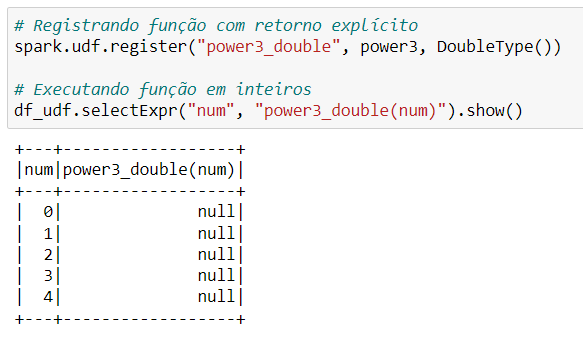 # Registrando função com retorno explícito
spark.udf.register("power3_double", power3, DoubleType())
# Executando função em inteiros
df_udf.selectExpr("num", "power3_double(num)").show()
+---+------------------+
|num|power3_double(num)|
+---+------------------+
|  0|              null|
|  1|              null|
|  2|              null|
|  3|              null|
|  4|              null|
+---+------------------+